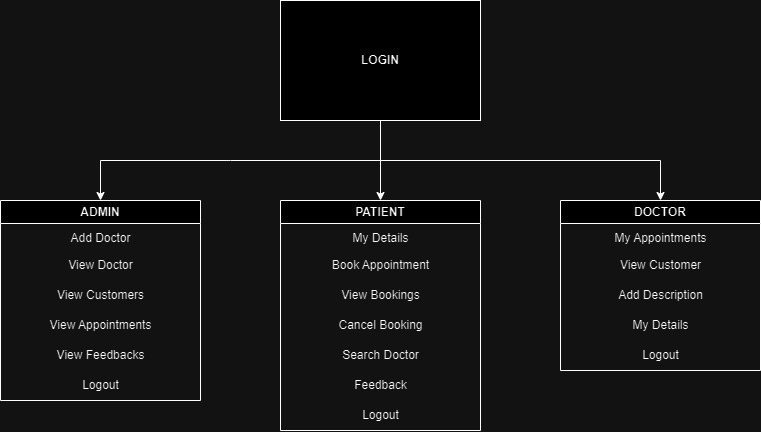 LOGIN
ADMIN
Add Doctor
View Doctor
View Customers
View Appointments
View Feedbacks
Logout
PATIENT
My Details
Book Appointment
View Bookings
Cancel Booking
Search Doctor
Feedback
Logout
DOCTOR
My Appointments
View Customer
Add Description
My Details
Logout